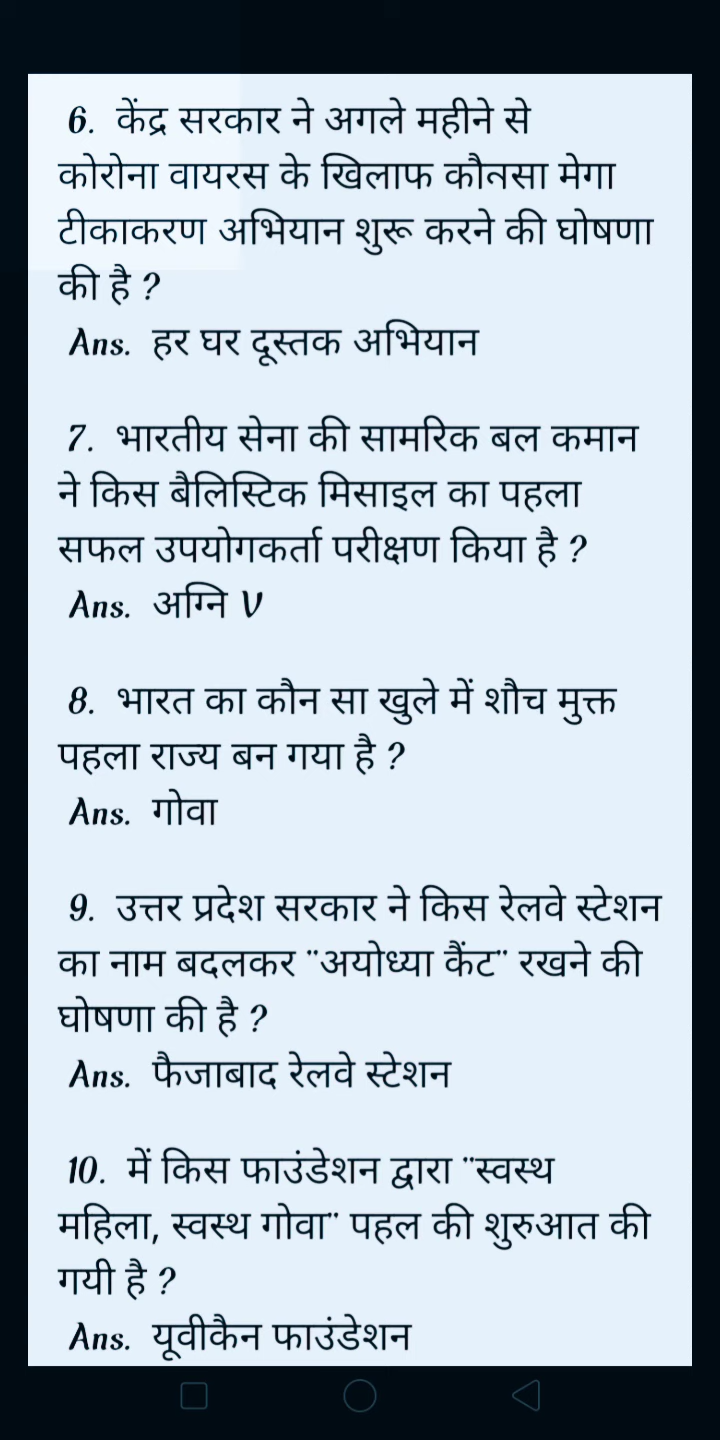 6. केंद्र सरकार ने अगले महीने से
कोरोना वायरस के खिलाफ कौनसा मेगा
टीकाकरण अभियान शुरू करने की घोषणा
की है ?
Ans. हर घर दूस्तक अभियान
7. भारतीय सेना की सामरिक बल कमान
ने किस बैलिस्टिक मिसाइल का पहला
सफल उपयोगकर्ता परीक्षण किया है ?
Ans. अग्नि V
8. भारत का कौन सा खुले में शौच मुक्त
पहला राज्य बन गया है ?
Ans. गोवा
9. उत्तर प्रदेश सरकार ने किस रेलवे स्टेशन
का नाम बदलकर "अयोध्या कैंट" रखने की
घोषणा की है ?
Ans. फैजाबाद रेलवे स्टेशन
10. में किस फाउंडेशन द्वारा "स्वस्थ
महिला, स्वस्थ गोवा" पहल की शुरुआत की
गयी है ?
Ans. यूवीकैन फाउंडेशन